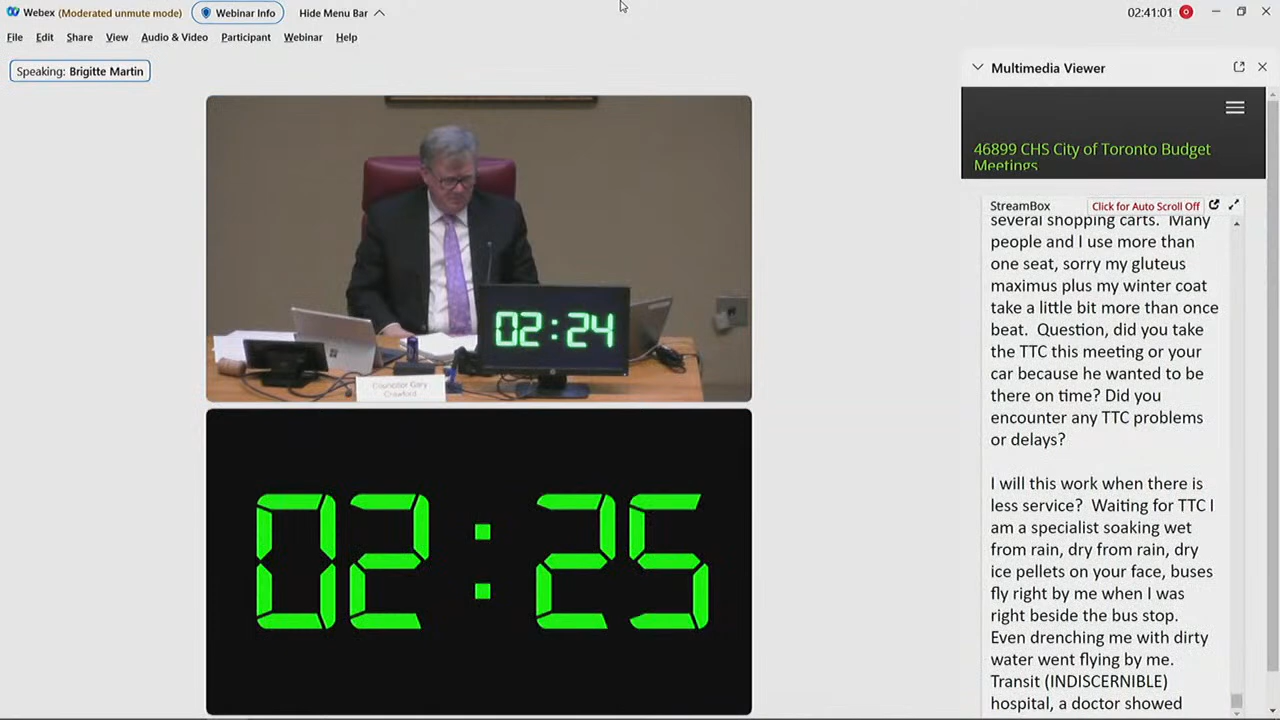 Webex (Moderated unmute mode)
Webinar Info
Hide Menu Bar
02:41:01
File Edit Share View Audio & Video Participant Webinar Help
Speaking: Brigitte Martin
Multimedia Viewer
46899 CHS City of Toronto Budget
Meetings
02:24
Councillor Gary
Crawford
02:25
StreamBox
Click for Auto Scroll Off
several shopping carts. Many
people and I use more than
one seat, sorry my gluteus
maximus plus my winter coat
take a little bit more than once
beat. Question, did you take
the TTC this meeting or your
car because he wanted to be
there on time? Did you
encounter any TTC problems
or delays?
I will this work when there is
less service? Waiting for TTC I
am a specialist soaking wet
from rain, dry from rain, dry
ice pellets on your face, buses
fly right by me when I was
right beside the bus stop.
Even drenching me with dirty
water went flying by me.
Transit (INDISCERNIBLE)
hospital, a doctor showed